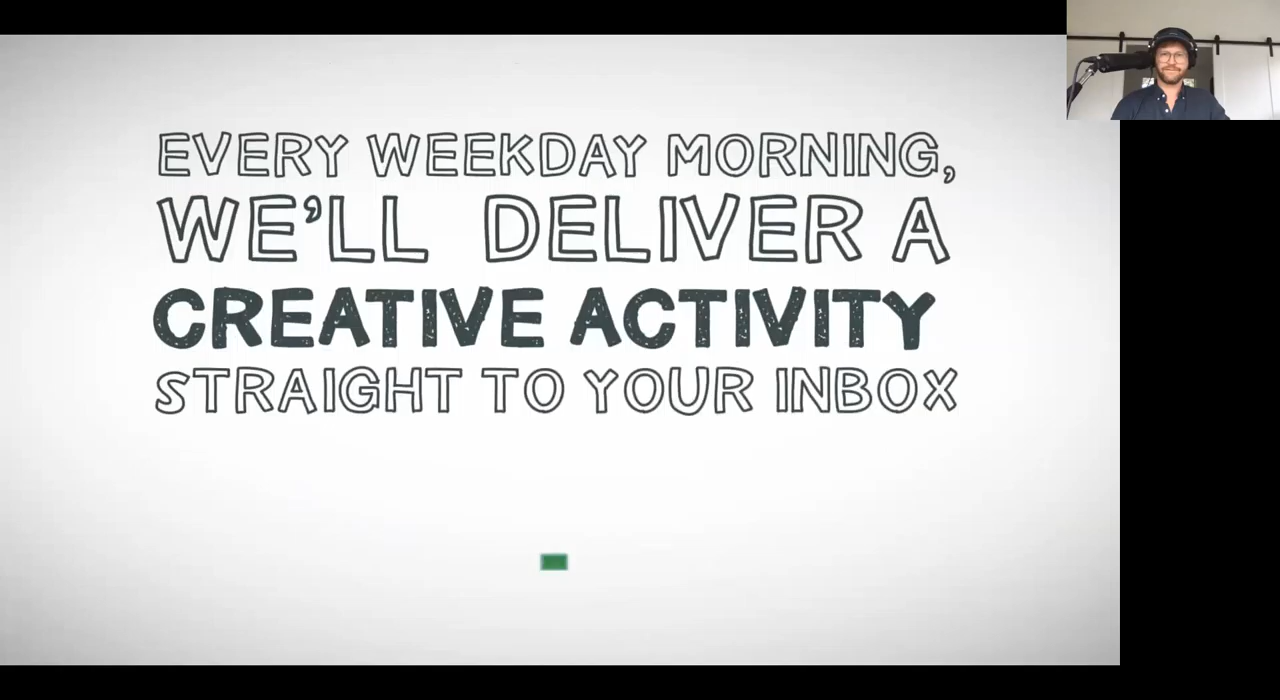 EVERY WEEKDAY MORNING,
WE'LL DELIVER A
CREATIVE ACTIVITY
STRAIGHT TO YOUR INBOX